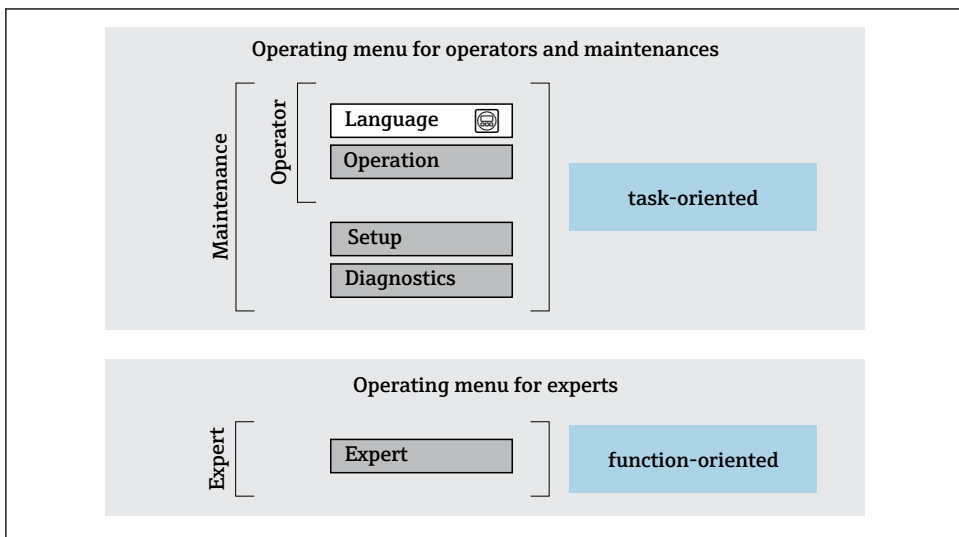 Operating menu for operators and maintenances
Maintenance
Operator
Language
Operation
Setup
Diagnostics
task-oriented
Operating menu for experts
Expert
Expert
function-oriented